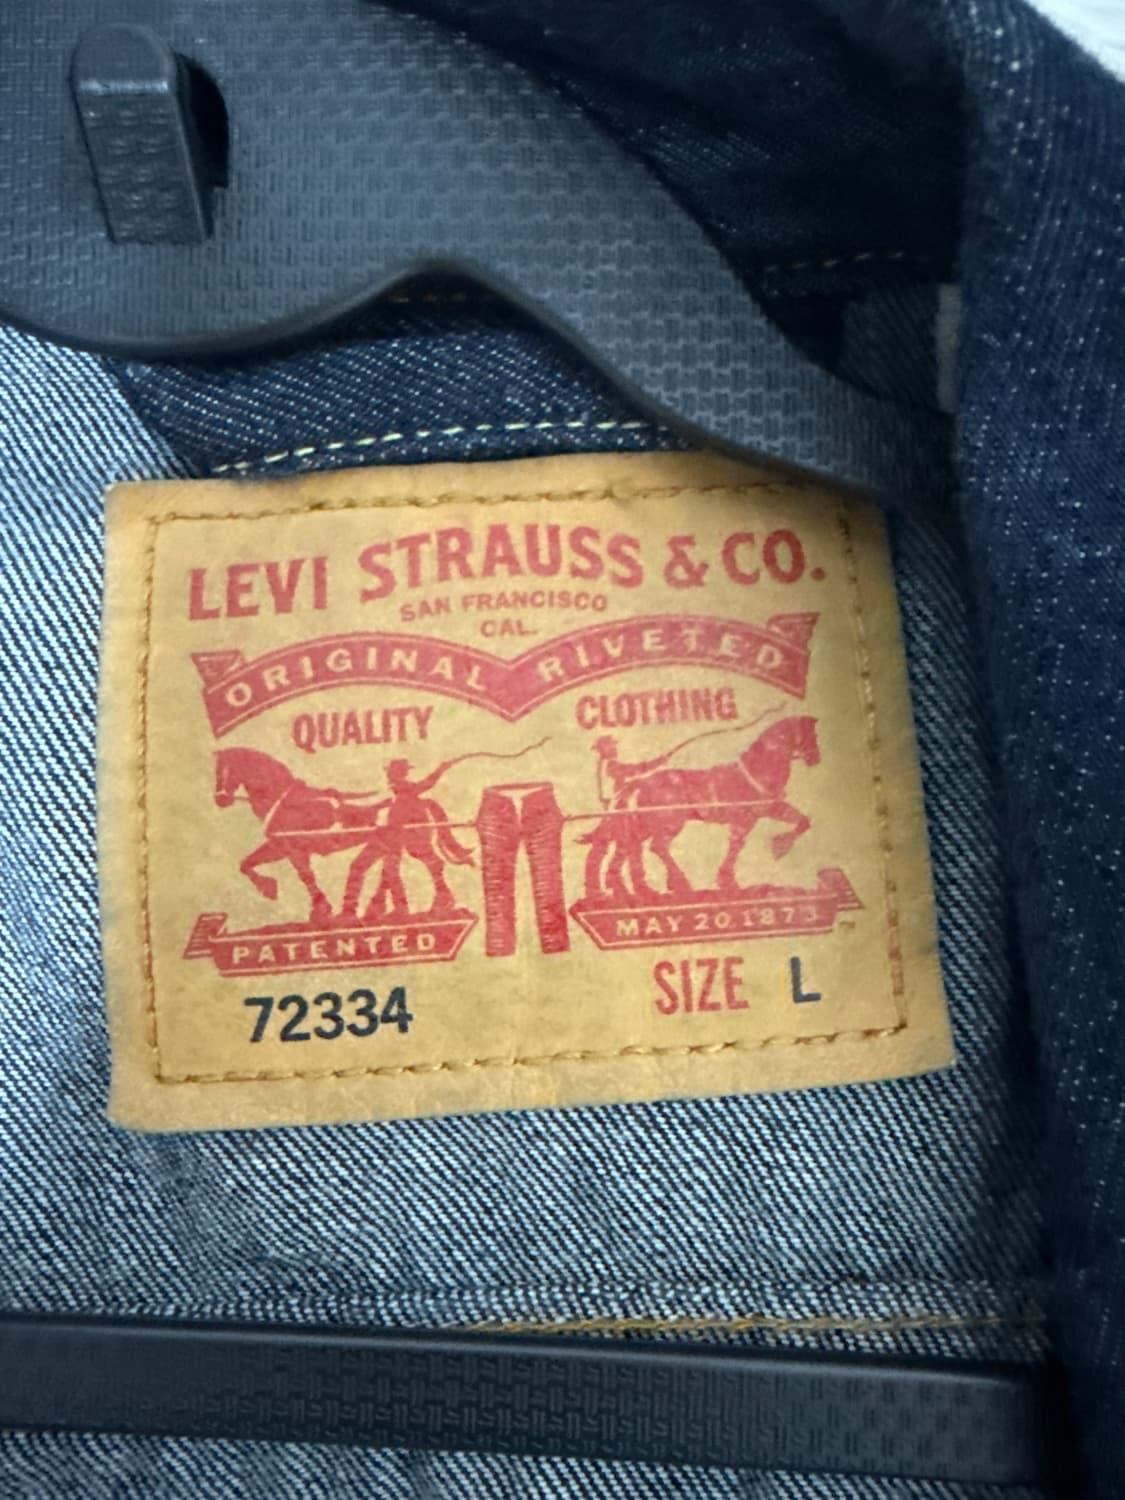 LEVI STRAUSS & CO.
SAN FRANCISCO
CAL.
ORIGINAL RIVETED
QUALITY CLOTHING
PATENTED MAY 20 1873
72334 SIZE L